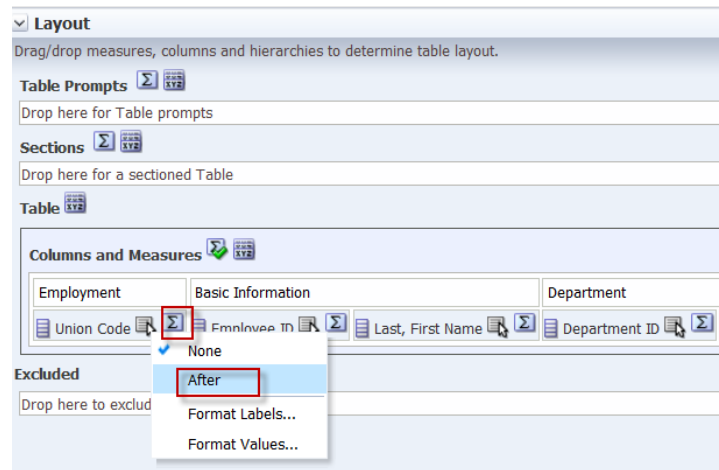 Layout
Drag/drop measures, columns and hierarchies to determine table layout.
Table Prompts
Drop here for Table prompts
Sections
Drop here for a sectioned Table
Table
Columns and Measures
Employment Basic Information Department
Union Code Employee ID Last, First Name Department ID
None
Excluded
After
Drop here to exclud
Format Labels...
Format Values...